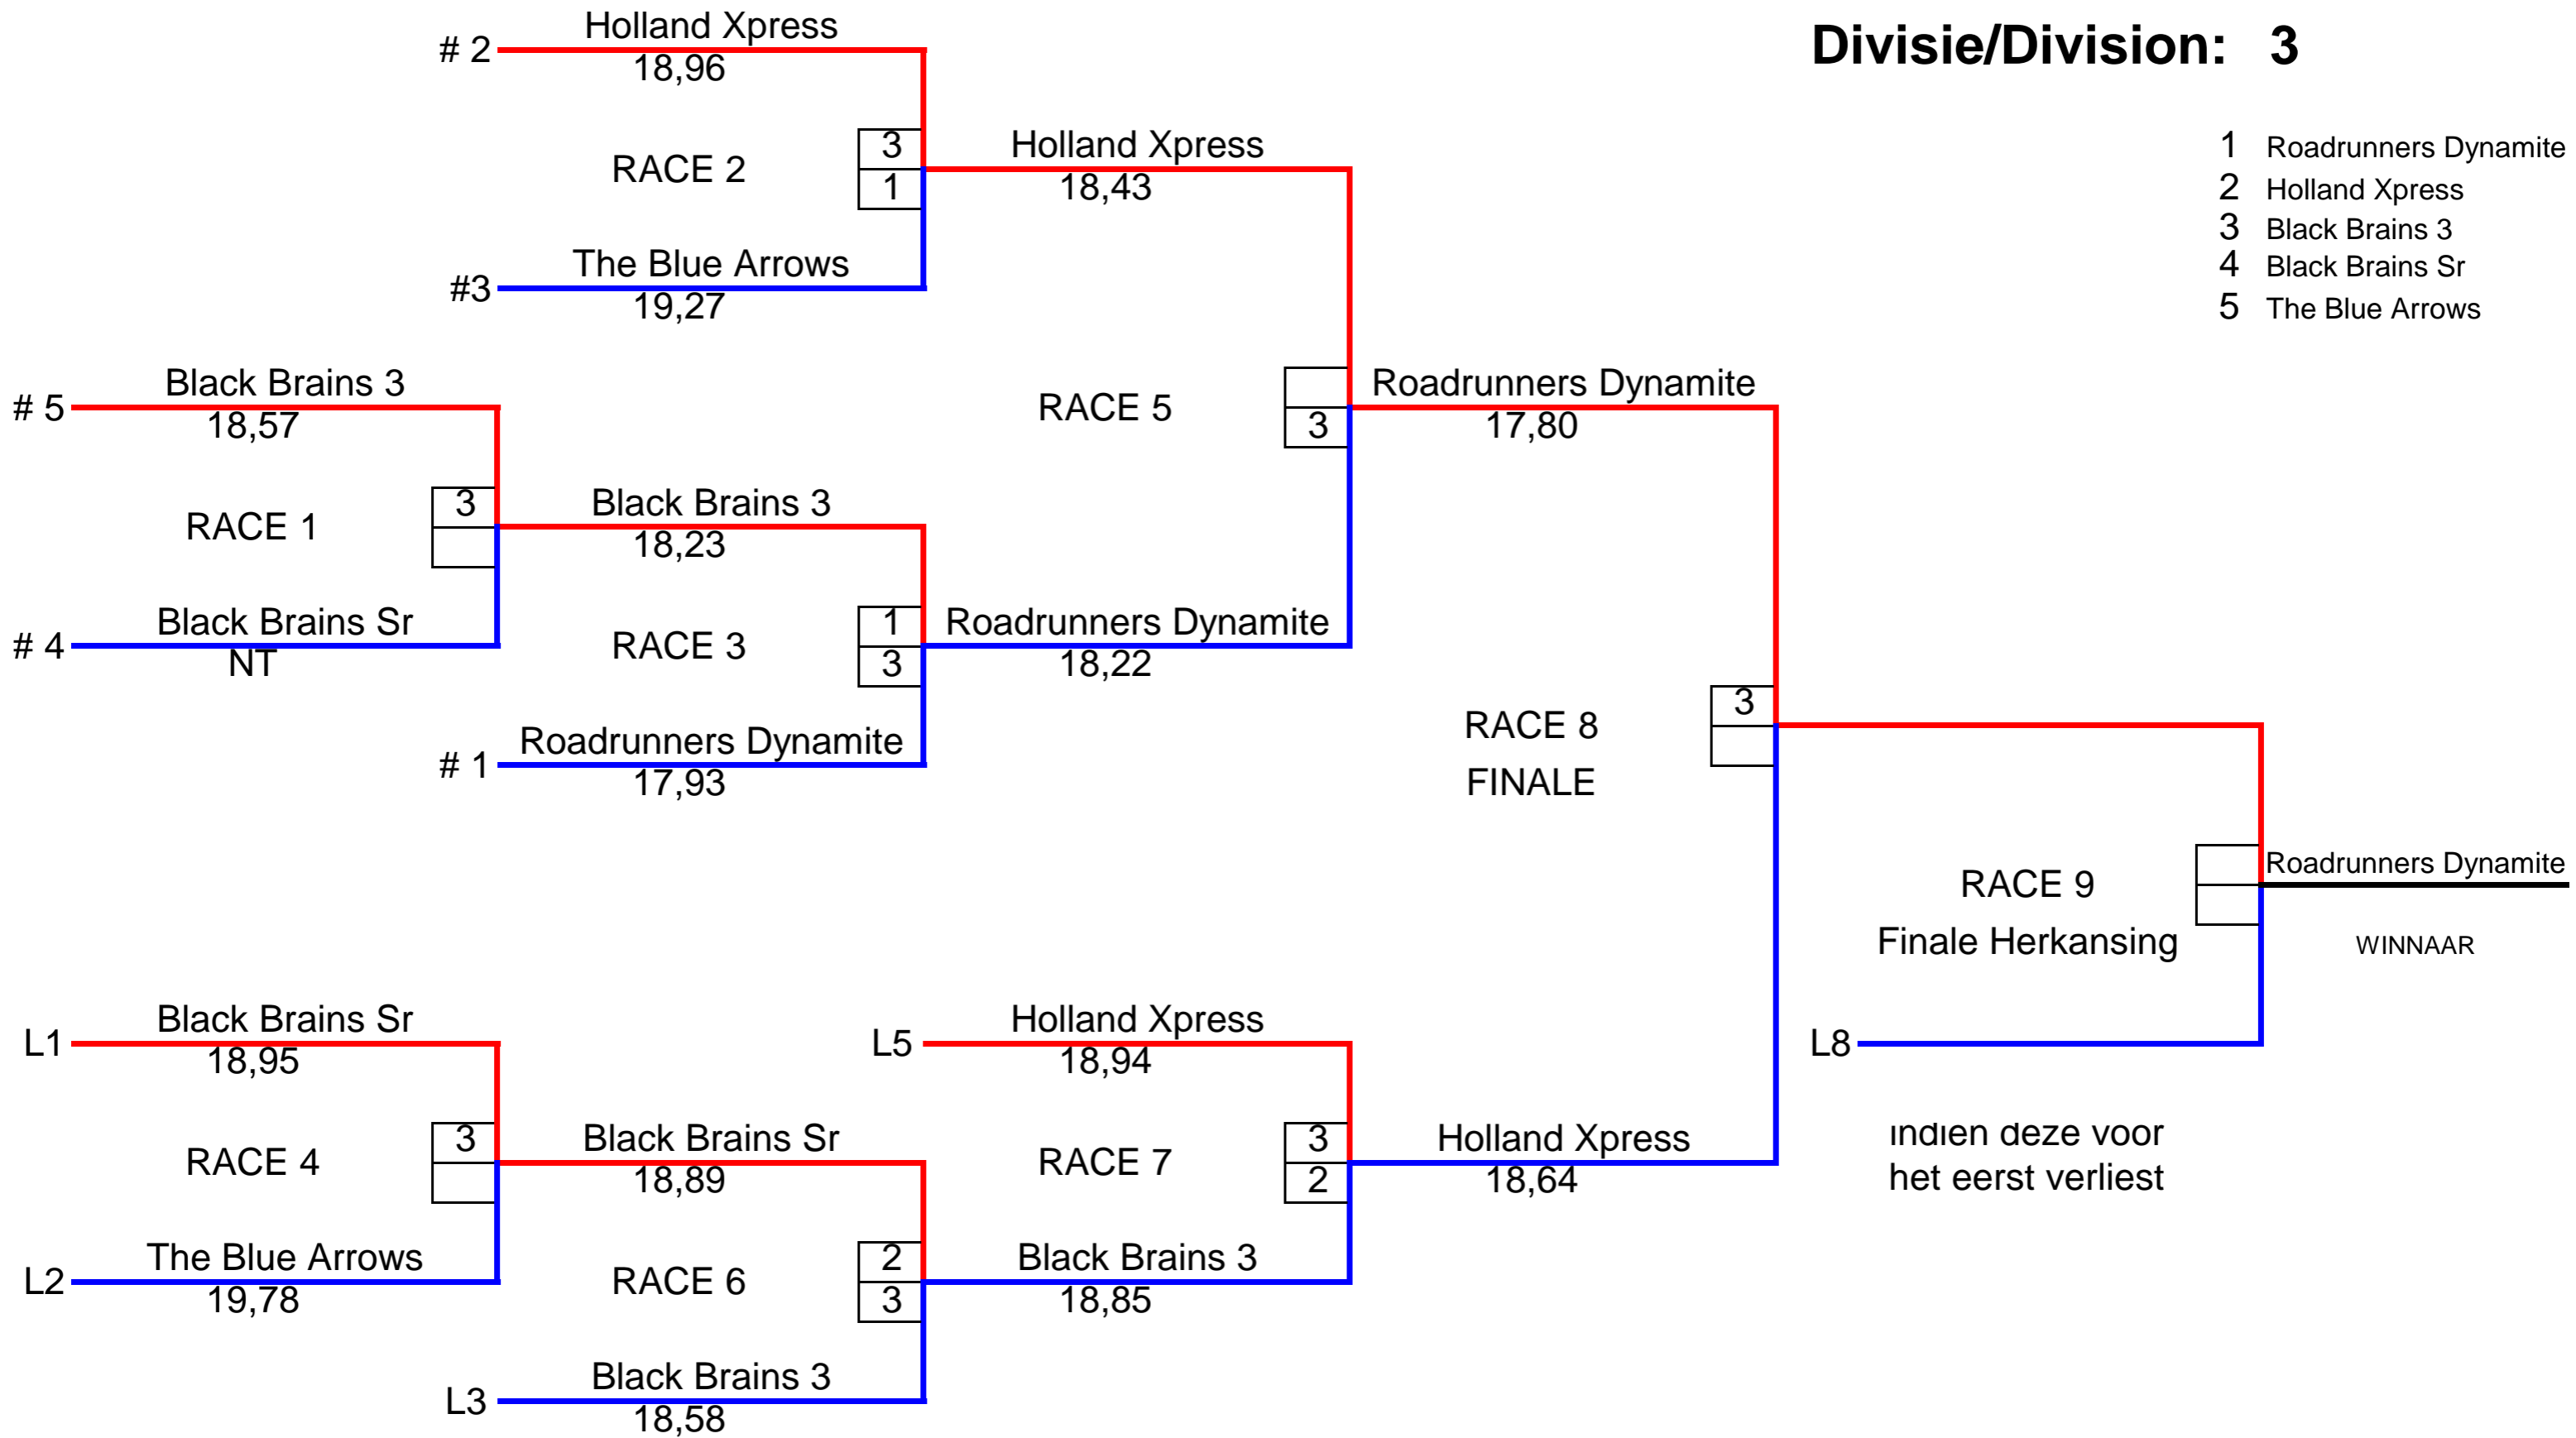 Divisie/Division: 3
1 Roadrunners Dynamite
2 Holland Xpress
3 Black Brains 3
4 Black Brains Sr
5 The Blue Arrows
# 2 Holland Xpress
18,96
RACE 2
3
1
#3 The Blue Arrows
19,27
Holland Xpress
18,43
# 5 Black Brains 3
18,57
RACE 1
3
# 4 Black Brains Sr
NT
Black Brains 3
18,23
RACE 3
1
3
# 1 Roadrunners Dynamite
17,93
RACE 5
3
Roadrunners Dynamite
18,22
Roadrunners Dynamite
17,80
RACE 8
FINALE
3
RACE 9
Finale Herkansing
Roadrunners Dynamite
WINNAAR
L8
indien deze voor
het eerst verliest
L1 Black Brains Sr
18,95
RACE 4
3
L2 The Blue Arrows
19,78
Black Brains Sr
18,89
RACE 6
2
3
L3 Black Brains 3
18,58
L5 Holland Xpress
18,94
RACE 7
3
2
Black Brains 3
18,85
Holland Xpress
18,64